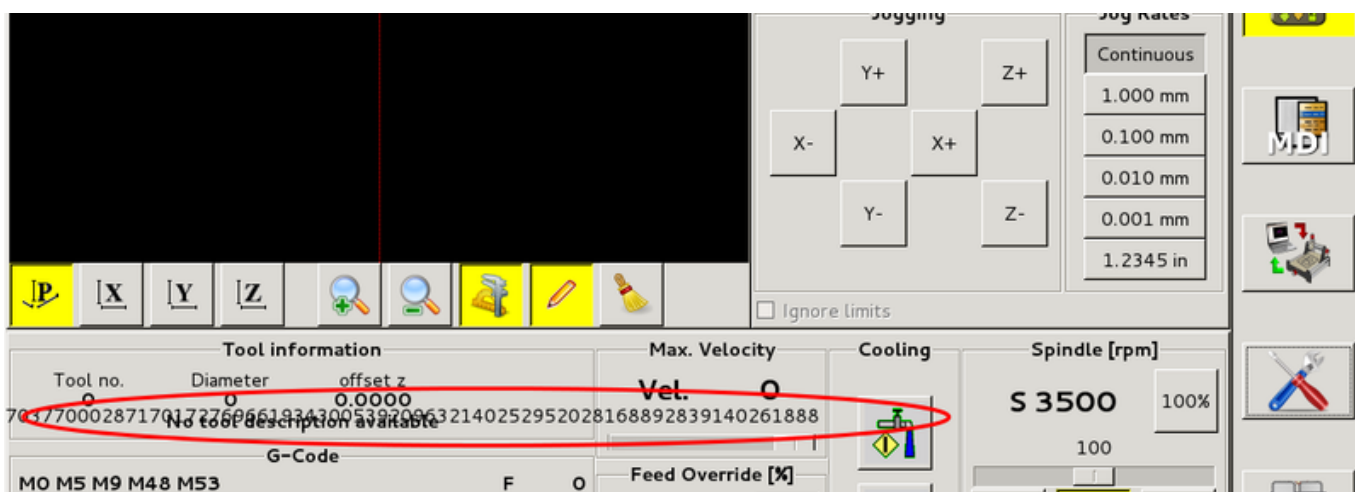 Jogging
Jog Rates
Continuous
Y+
Z+
1.000 mm
0.100 mm
X-
X+
MDI
0.010 mm
Y-
Z-
0.001 mm
1.2345 in
P
X
Y
Z
Ignore limits
Tool information
Max. Velocity
Cooling
Spindle [rpm]
Tool no.
Diameter
offset z
0
0
0.0000
Vel.
0
S 3500
100%
No tool description available
100
G-Code
Feed Override [%]
M0 M5 M9 M48 M53
F
0